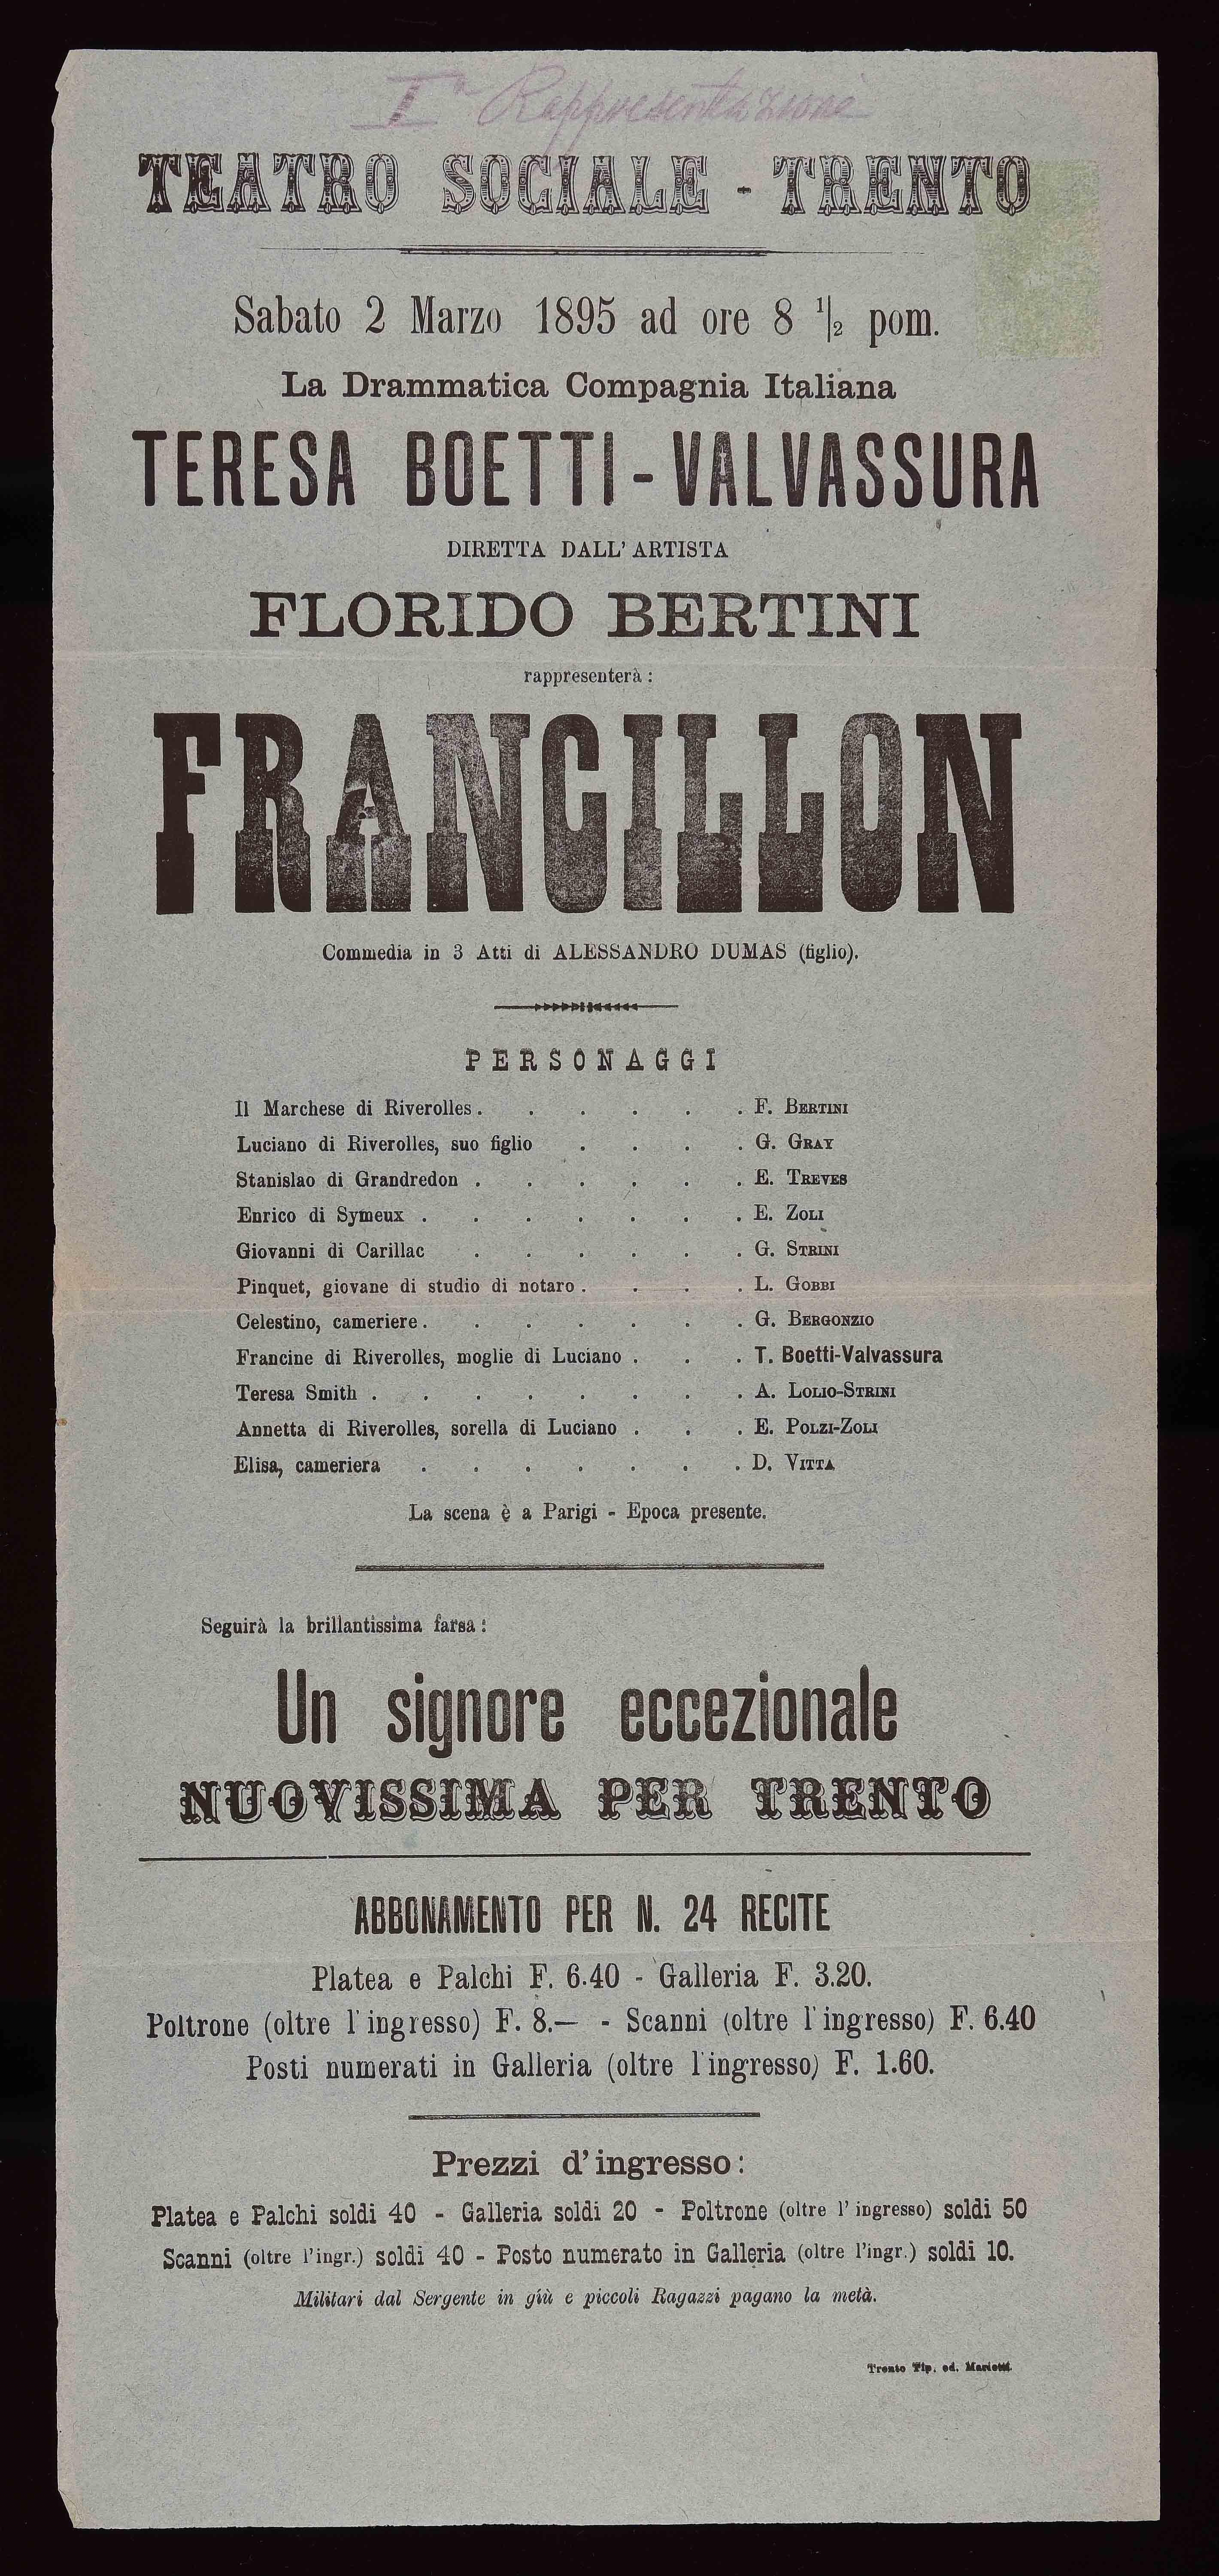 Iª Rappresentazione
TEATRO SOCIALE - TRENTO
Sabato 2 Marzo 1895 ad ore 8 1/2 pom.
La Drammatica Compagnia Italiana
TERESA BOETTI-VALVASSURA
DIRETTA DALL' ARTISTA
FLORIDO BERTINI
rappresenterà :
FRANCILLON
Commedia in 3 Atti di ALESSANDRO DUMAS (figlio).
PERSONAGGI
Il Marchese di Riverolles . . . . . . F. BERTINI
Luciano di Riverolles, suo figlio . . . . G. GRAY
Stanislao di Grandredon . . . . . . E. TREVES
Enrico di Symeux . . . . . . . E. ZOLI
Giovanni di Carillac . . . . . . G. STRINI
Pinquet, giovane di studio di notaro . . . . L. GOBBI
Celestino, cameriere . . . . . . . G. BERGONZIO
Francine di Riverolles, moglie di Luciano . . . T. Boetti-Valvassura
Teresa Smith . . . . . . . . A. LOLIO-STRINI
Annetta di Riverolles, sorella di Luciano . . . E. POLZI-ZOLI
Elisa, cameriera . . . . . . . D. VITTA
La scena è a Parigi - Epoca presente.
Seguirà la brillantissima farsa :
Un signore eccezionale
NUOVISSIMA PER TRENTO
ABBONAMENTO PER N. 24 RECITE
Platea e Palchi F. 6.40 - Galleria F. 3.20.
Poltrone (oltre l'ingresso) F. 8.— - Scanni (oltre l'ingresso) F. 6.40
Posti numerati in Galleria (oltre l'ingresso) F. 1.60.
Prezzi d'ingresso :
Platea e Palchi soldi 40 - Galleria soldi 20 - Poltrone (oltre l' ingresso) soldi 50
Scanni (oltre l'ingr.) soldi 40 - Posto numerato in Galleria (oltre l'ingr.) soldi 10.
Militari dal Sergente in giù e piccoli Ragazzi pagano la metà.
Trento Tip. ed. Marietti.